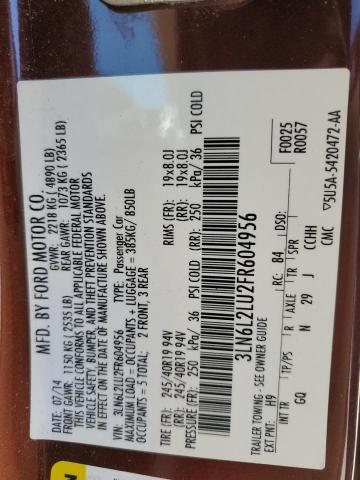 MFD. BY FORD MOTOR CO.
DATE: 07/14 GVWR: 2218 KG ( 4890 LB)
FRONT GAWR: 1150 KG ( 2535 LB) REAR GAWR: 1073 KG ( 2365 LB)
THIS VEHICLE CONFORMS TO ALL APPLICABLE FEDERAL MOTOR
VEHICLE SAFETY, BUMPER, AND THEFT PREVENTION STANDARDS
IN EFFECT ON THE DATE OF MANUFACTURE SHOWN ABOVE.
VIN: 3LN6L2LU2FR604956 TYPE: Passenger Car
OCCUPANTS + LUGGAGE = 385KG/ 850LB
OCCUPANTS = 5 TOTAL: 2 FRONT, 3 REAR
TIRE (FR): 245/40R19 94V RIMS (FR): 19x8.0J
(RR): 245/40R19 94V (RR): 19x8.0J
PRESSURE (FR): 250 kPa/ 36 PSI COLD
(RR): 250 kPa/ 36 PSI COLD
3LN6L2LU2FR604956
F0025
R0057
TRAILER TOWING - SEE OWNER GUIDE
EXT PNT: H9 RC: 84 DSO:
INT TR TP/PS R AXLE TR SPR
GQ N 29 J CCHH
CMC ▽5U5A-5420472-AA